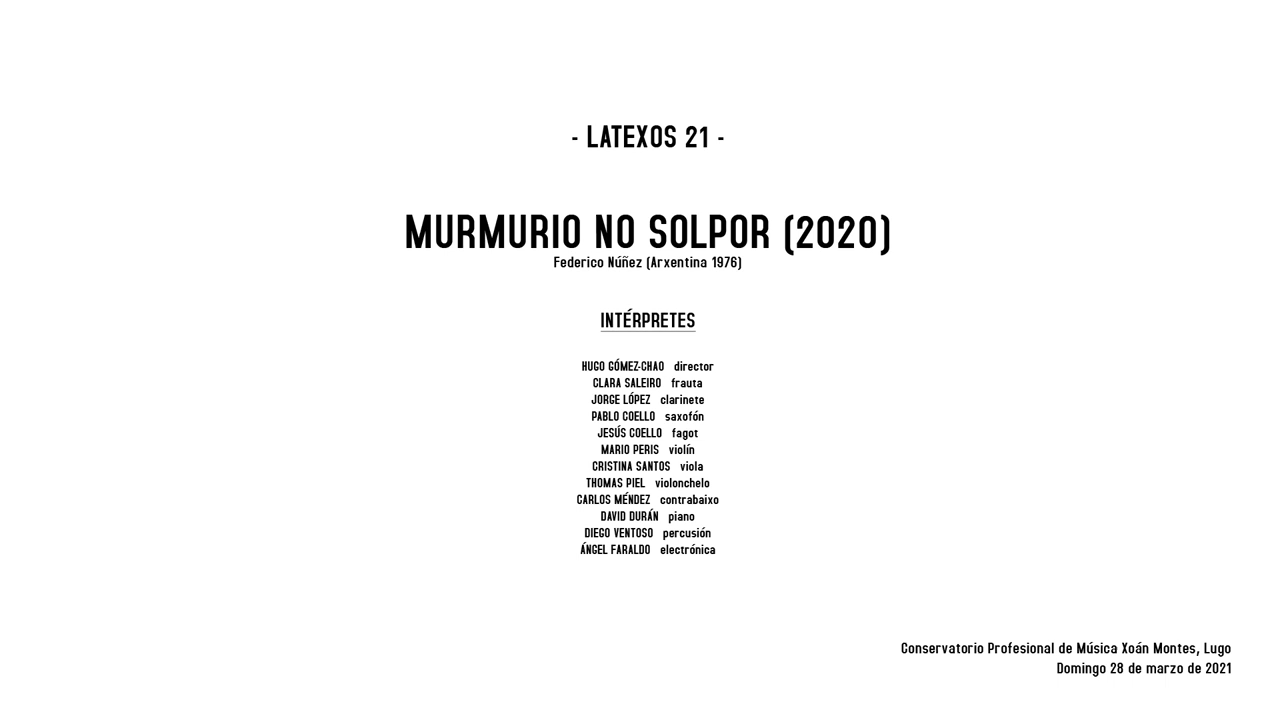 - LATEXOS 21 -
MURMURIO NO SOLPOR (2020)
Federico Núñez (Arxentina 1976)
INTÉRPRETES
HUGO GÓMEZ-CHAO director
CLARA SALEIRO frauta
JORGE LÓPEZ clarinete
PABLO COELLO saxofón
JESÚS COELLO fagot
MARIO PERIS violín
CRISTINA SANTOS viola
THOMAS PIEL violonchelo
CARLOS MÉNDEZ contrabaixo
DAVID DURÁN piano
DIEGO VENTOSO percusión
ÁNGEL FARALDO electrónica
Conservatorio Profesional de Música Xoán Montes, Lugo
Domingo 28 de marzo de 2021